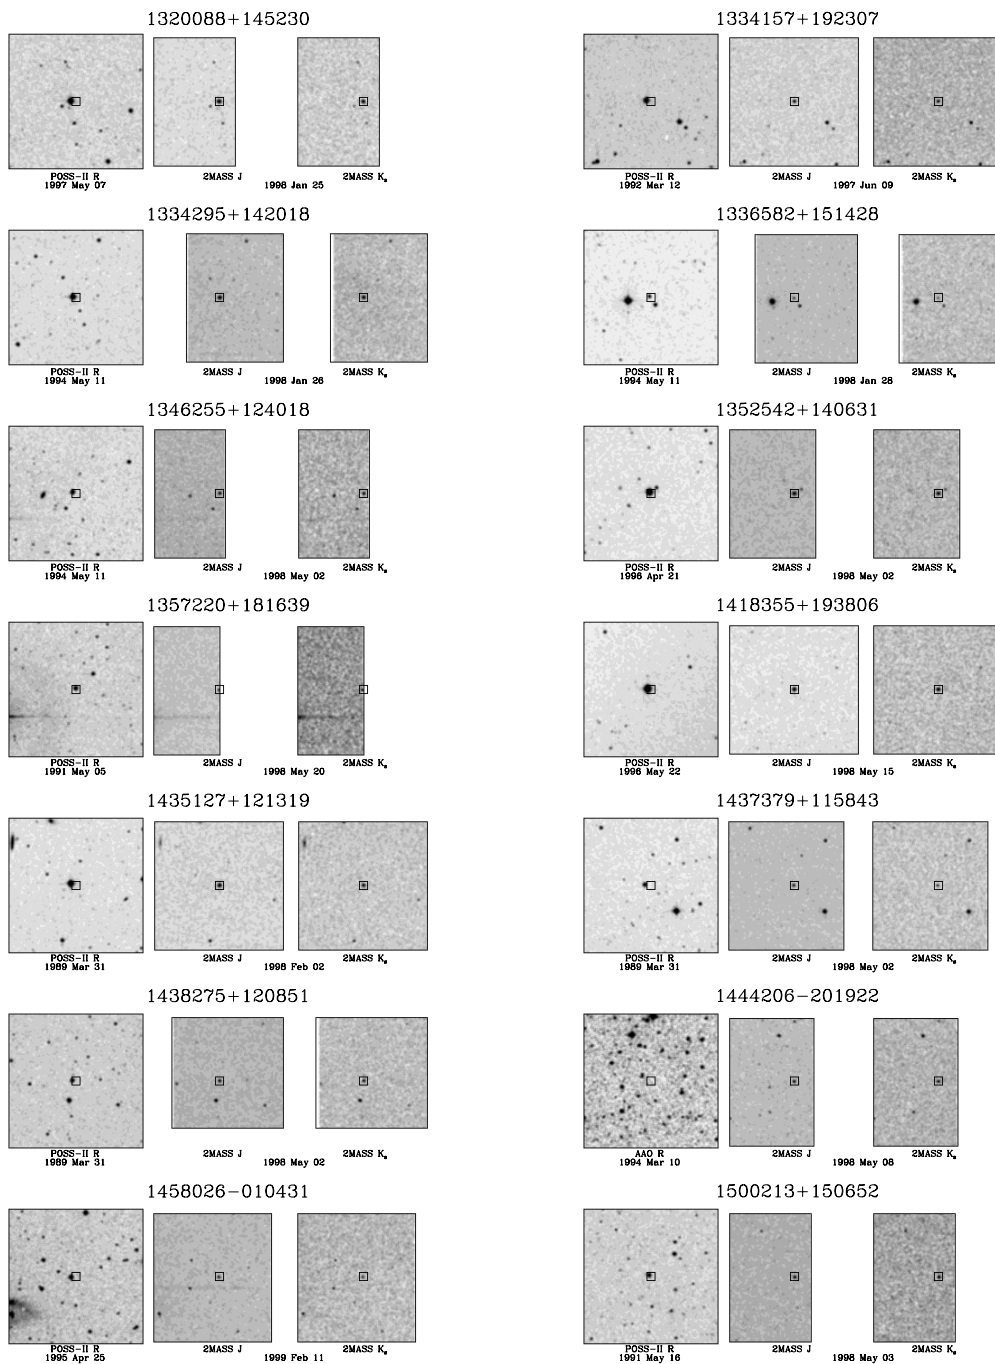 1320088+145230
POSS-II R
1997 May 07
2MASS J
1998 Jan 25
2MASS Ks
1334157+192307
POSS-II R
1992 Mar 12
2MASS J
1997 Jun 09
2MASS Ks
1334295+142018
POSS-II R
1994 May 11
2MASS J
1998 Jan 26
2MASS Ks
1336582+151428
POSS-II R
1994 May 11
2MASS J
1998 Jan 28
2MASS Ks
1346255+124018
POSS-II R
1994 May 11
2MASS J
1998 May 02
2MASS Ks
1352542+140631
POSS-II R
1996 Apr 21
2MASS J
1998 May 02
2MASS Ks
1357220+181639
POSS-II R
1991 May 05
2MASS J
1998 May 20
2MASS Ks
1418355+193806
POSS-II R
1996 May 22
2MASS J
1998 May 15
2MASS Ks
1435127+121319
POSS-II R
1989 Mar 31
2MASS J
1998 Feb 02
2MASS Ks
1437379+115843
POSS-II R
1989 Mar 31
2MASS J
1998 May 02
2MASS Ks
1438275+120851
POSS-II R
1989 Mar 31
2MASS J
1998 May 02
2MASS Ks
1444206-201922
AAO R
1994 Mar 10
2MASS J
1998 May 08
2MASS Ks
1458026-010431
POSS-II R
1995 Apr 25
2MASS J
1999 Feb 11
2MASS Ks
1500213+150652
POSS-II R
1991 May 16
2MASS J
1998 May 03
2MASS Ks